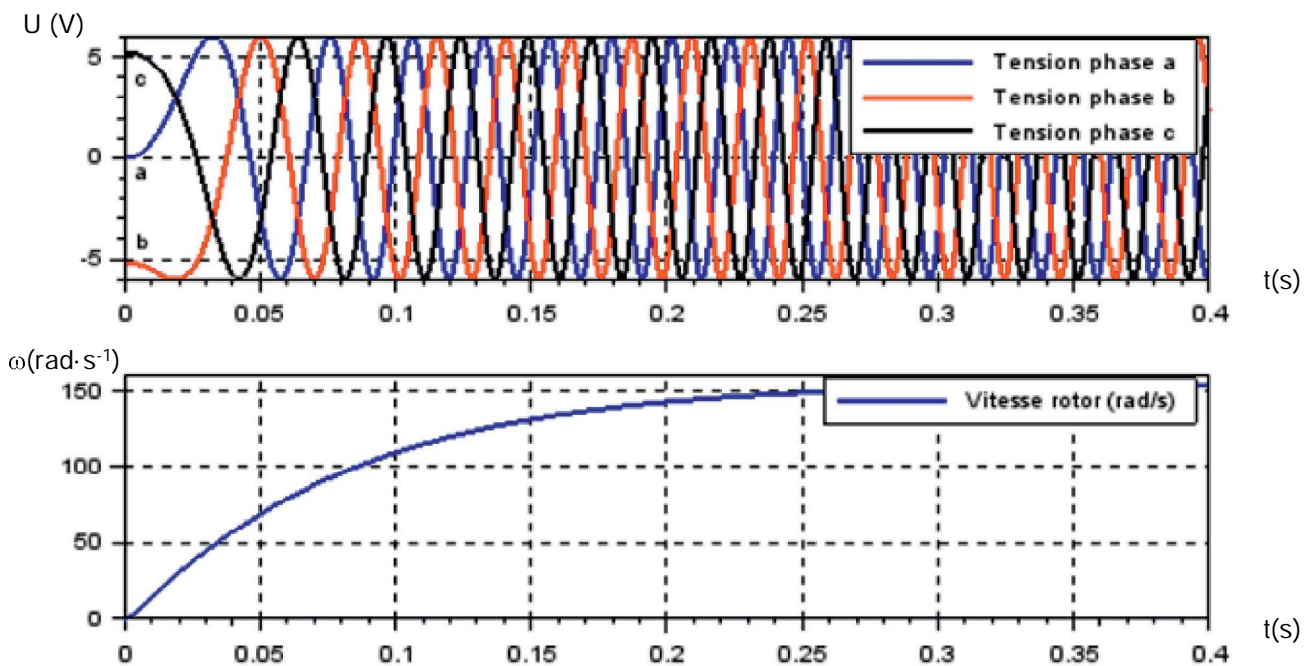 U (V)
5
0
-5
c
a
b
Tension phase a
Tension phase b
Tension phase c
0 0.05 0.1 0.15 0.2 0.25 0.3 0.35 0.4
t(s)
ω(rad·s-1)
150
100
50
0
Vitesse rotor (rad/s)
0 0.05 0.1 0.15 0.2 0.25 0.3 0.35 0.4
t(s)